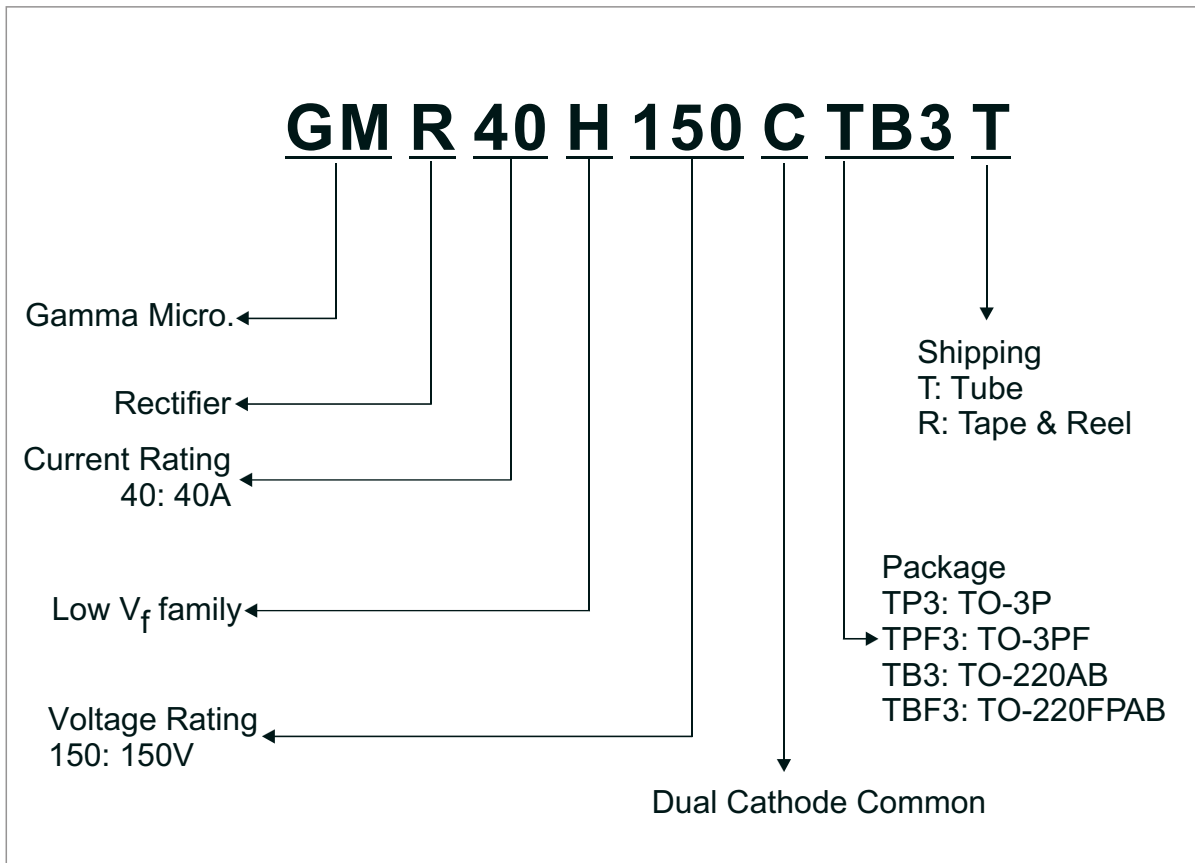 GM R 40 H 150 C TB3 T
Gamma Micro.
Rectifier
Current Rating
40: 40A
Low Vf family
Voltage Rating
150: 150V
Dual Cathode Common
Package
TP3: TO-3P
TPF3: TO-3PF
TB3: TO-220AB
TBF3: TO-220FPAB
Shipping
T: Tube
R: Tape & Reel